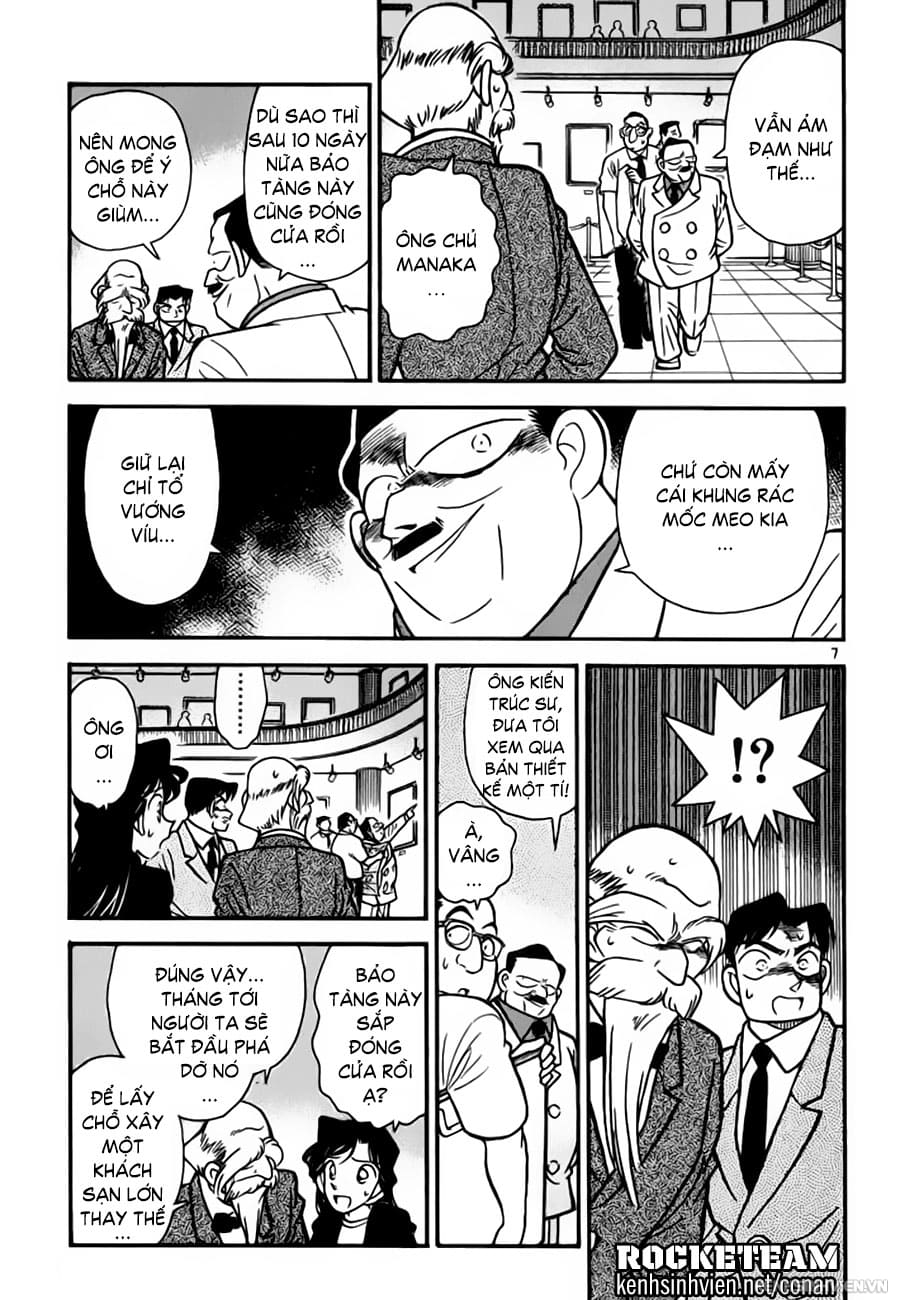 VẪN ẢM
ĐẠM NHƯ
THẾ...
ÔNG CHỦ
MANAKA
...
DÙ SAO THÌ
SAU 10 NGÀY
NỮA BẢO
TÀNG NÀY
CŨNG ĐÓNG
CỬA RỒI
...
NÊN MONG
ÔNG ĐỂ Ý
CHỖ NÀY
GIÙM...
CHỨ CÒN MẤY
CÁI KHUNG RÁC
MỐC MEO KIA
...
GIỮ LẠI
CHỈ TỔ
VƯỚNG
VÍU...
7
!?
ÔNG KIẾN
TRÚC SƯ,
ĐƯA TÔI
XEM QUA
BẢN THIẾT
KẾ MỘT TÍ!
À,
VÂNG
...
.........
ÔNG
ƠI
...
BẢO
TÀNG NÀY
SẮP
ĐÓNG
CỬA RỒI
Ạ?
ĐÚNG VẬY...
THÁNG TỚI
NGƯỜI TA SẼ
BẮT ĐẦU PHÁ
DỠ NÓ
...
ĐỂ LẤY
CHỖ XÂY
MỘT
KHÁCH
SẠN LỚN
THAY THẾ
...
ROCKETEAM
kenhsinhvien.net/conan